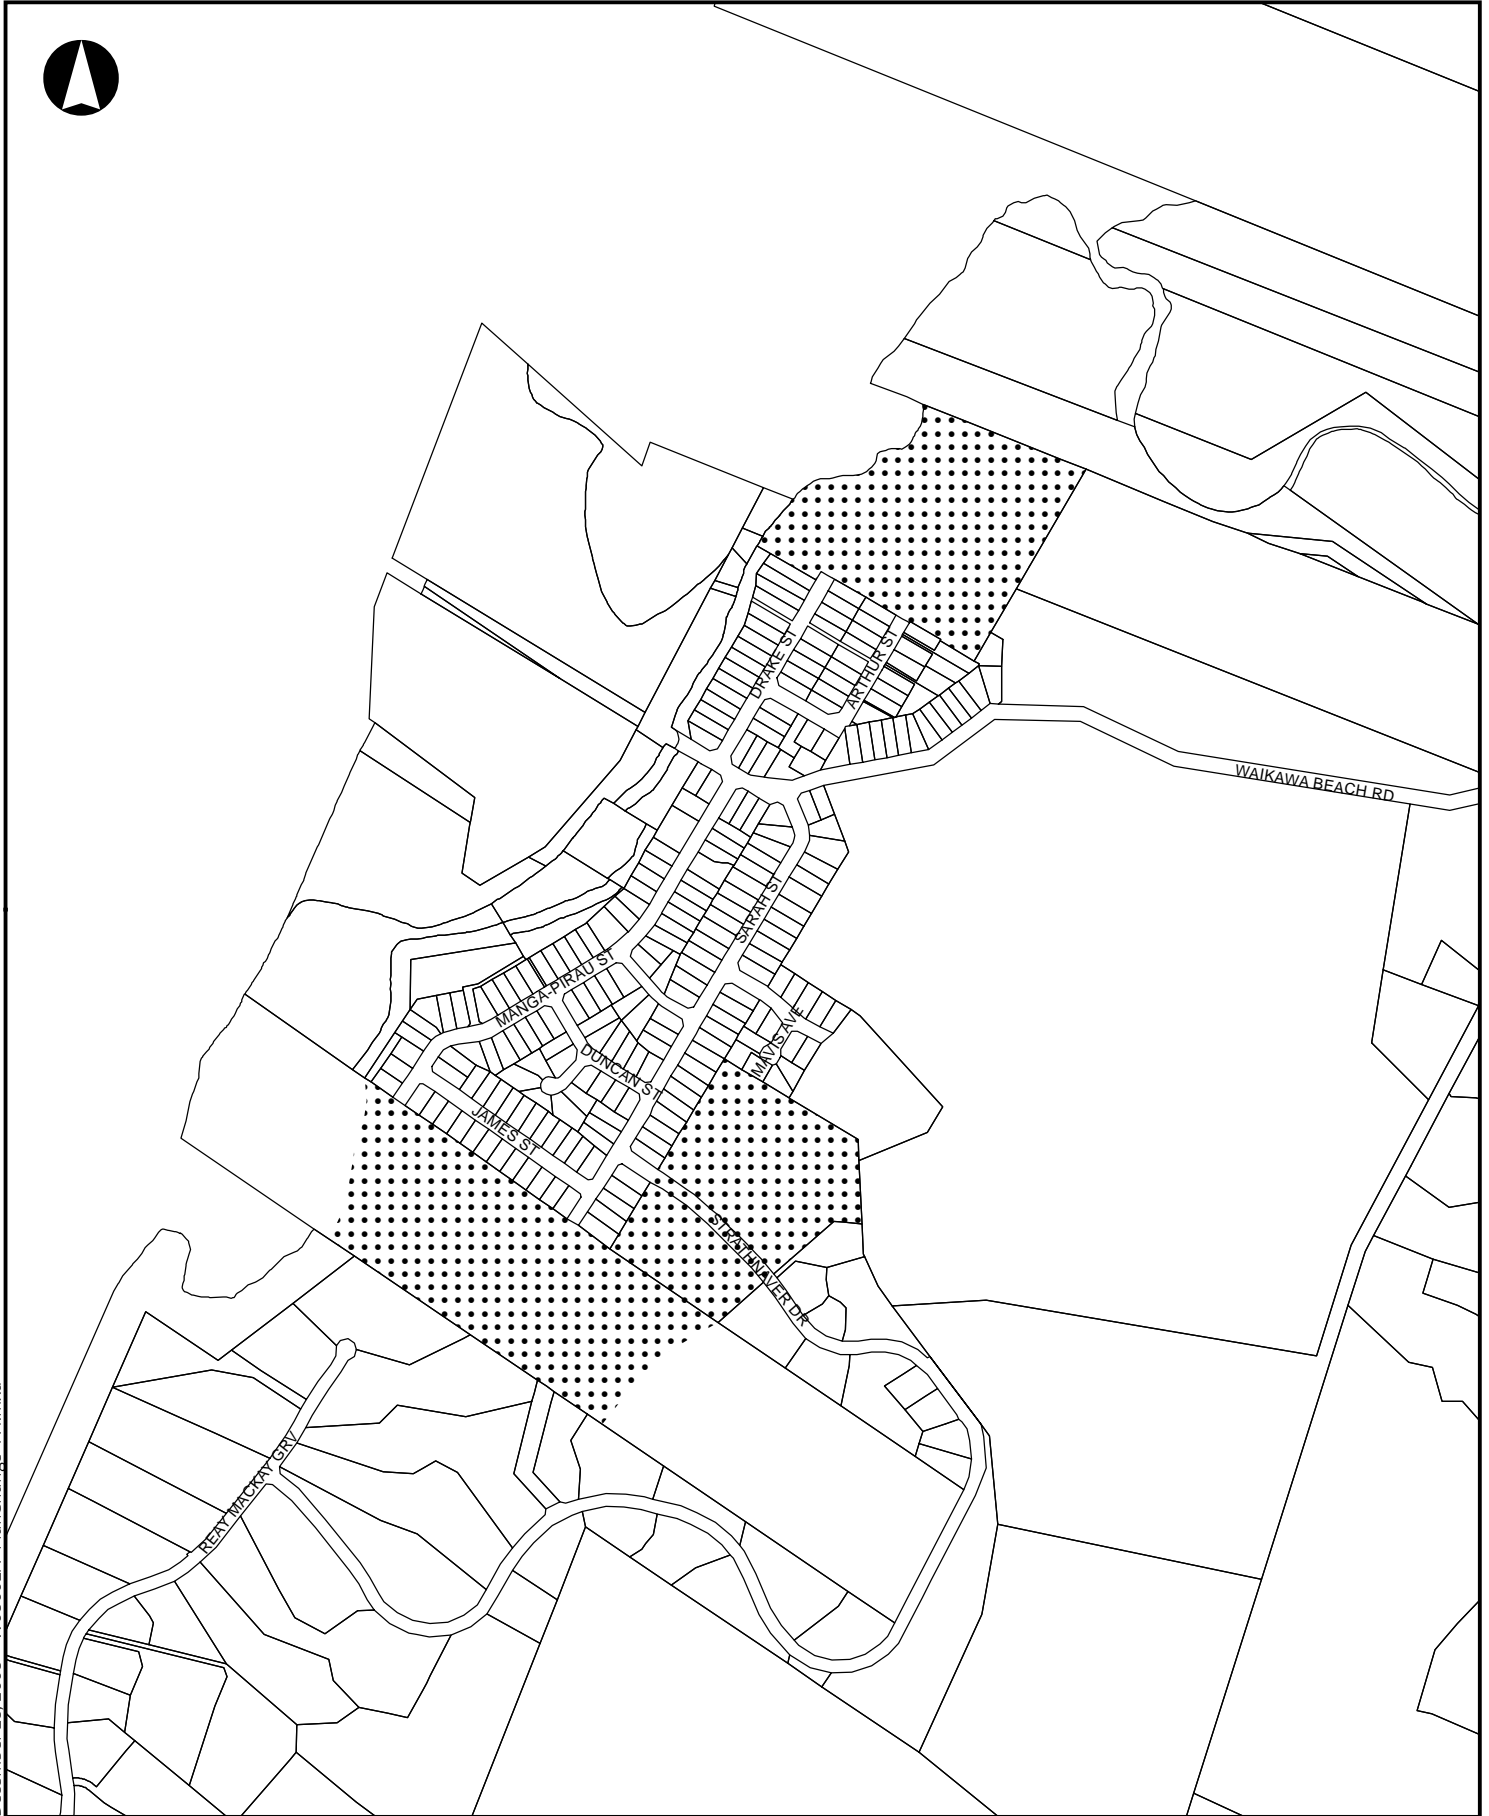 DRAKE ST
ARTHUR ST
WAIKAWA BEACH RD
SARAH ST
MANGA-PIRAU ST
MAVIS AVE
DUNCAN ST
JAMES ST
STRATHNAVER DR
REAY MACKAY GRV